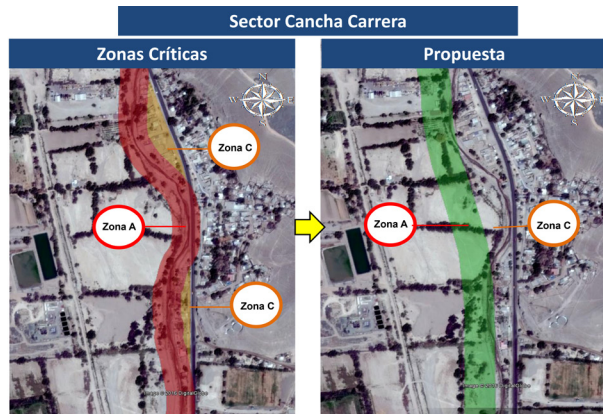 Sector Cancha Carrera
Zonas Críticas
Propuesta
N
W
E
S
Zona C
Zona A
Zona C
N
W
E
S
Zona A
Zona C